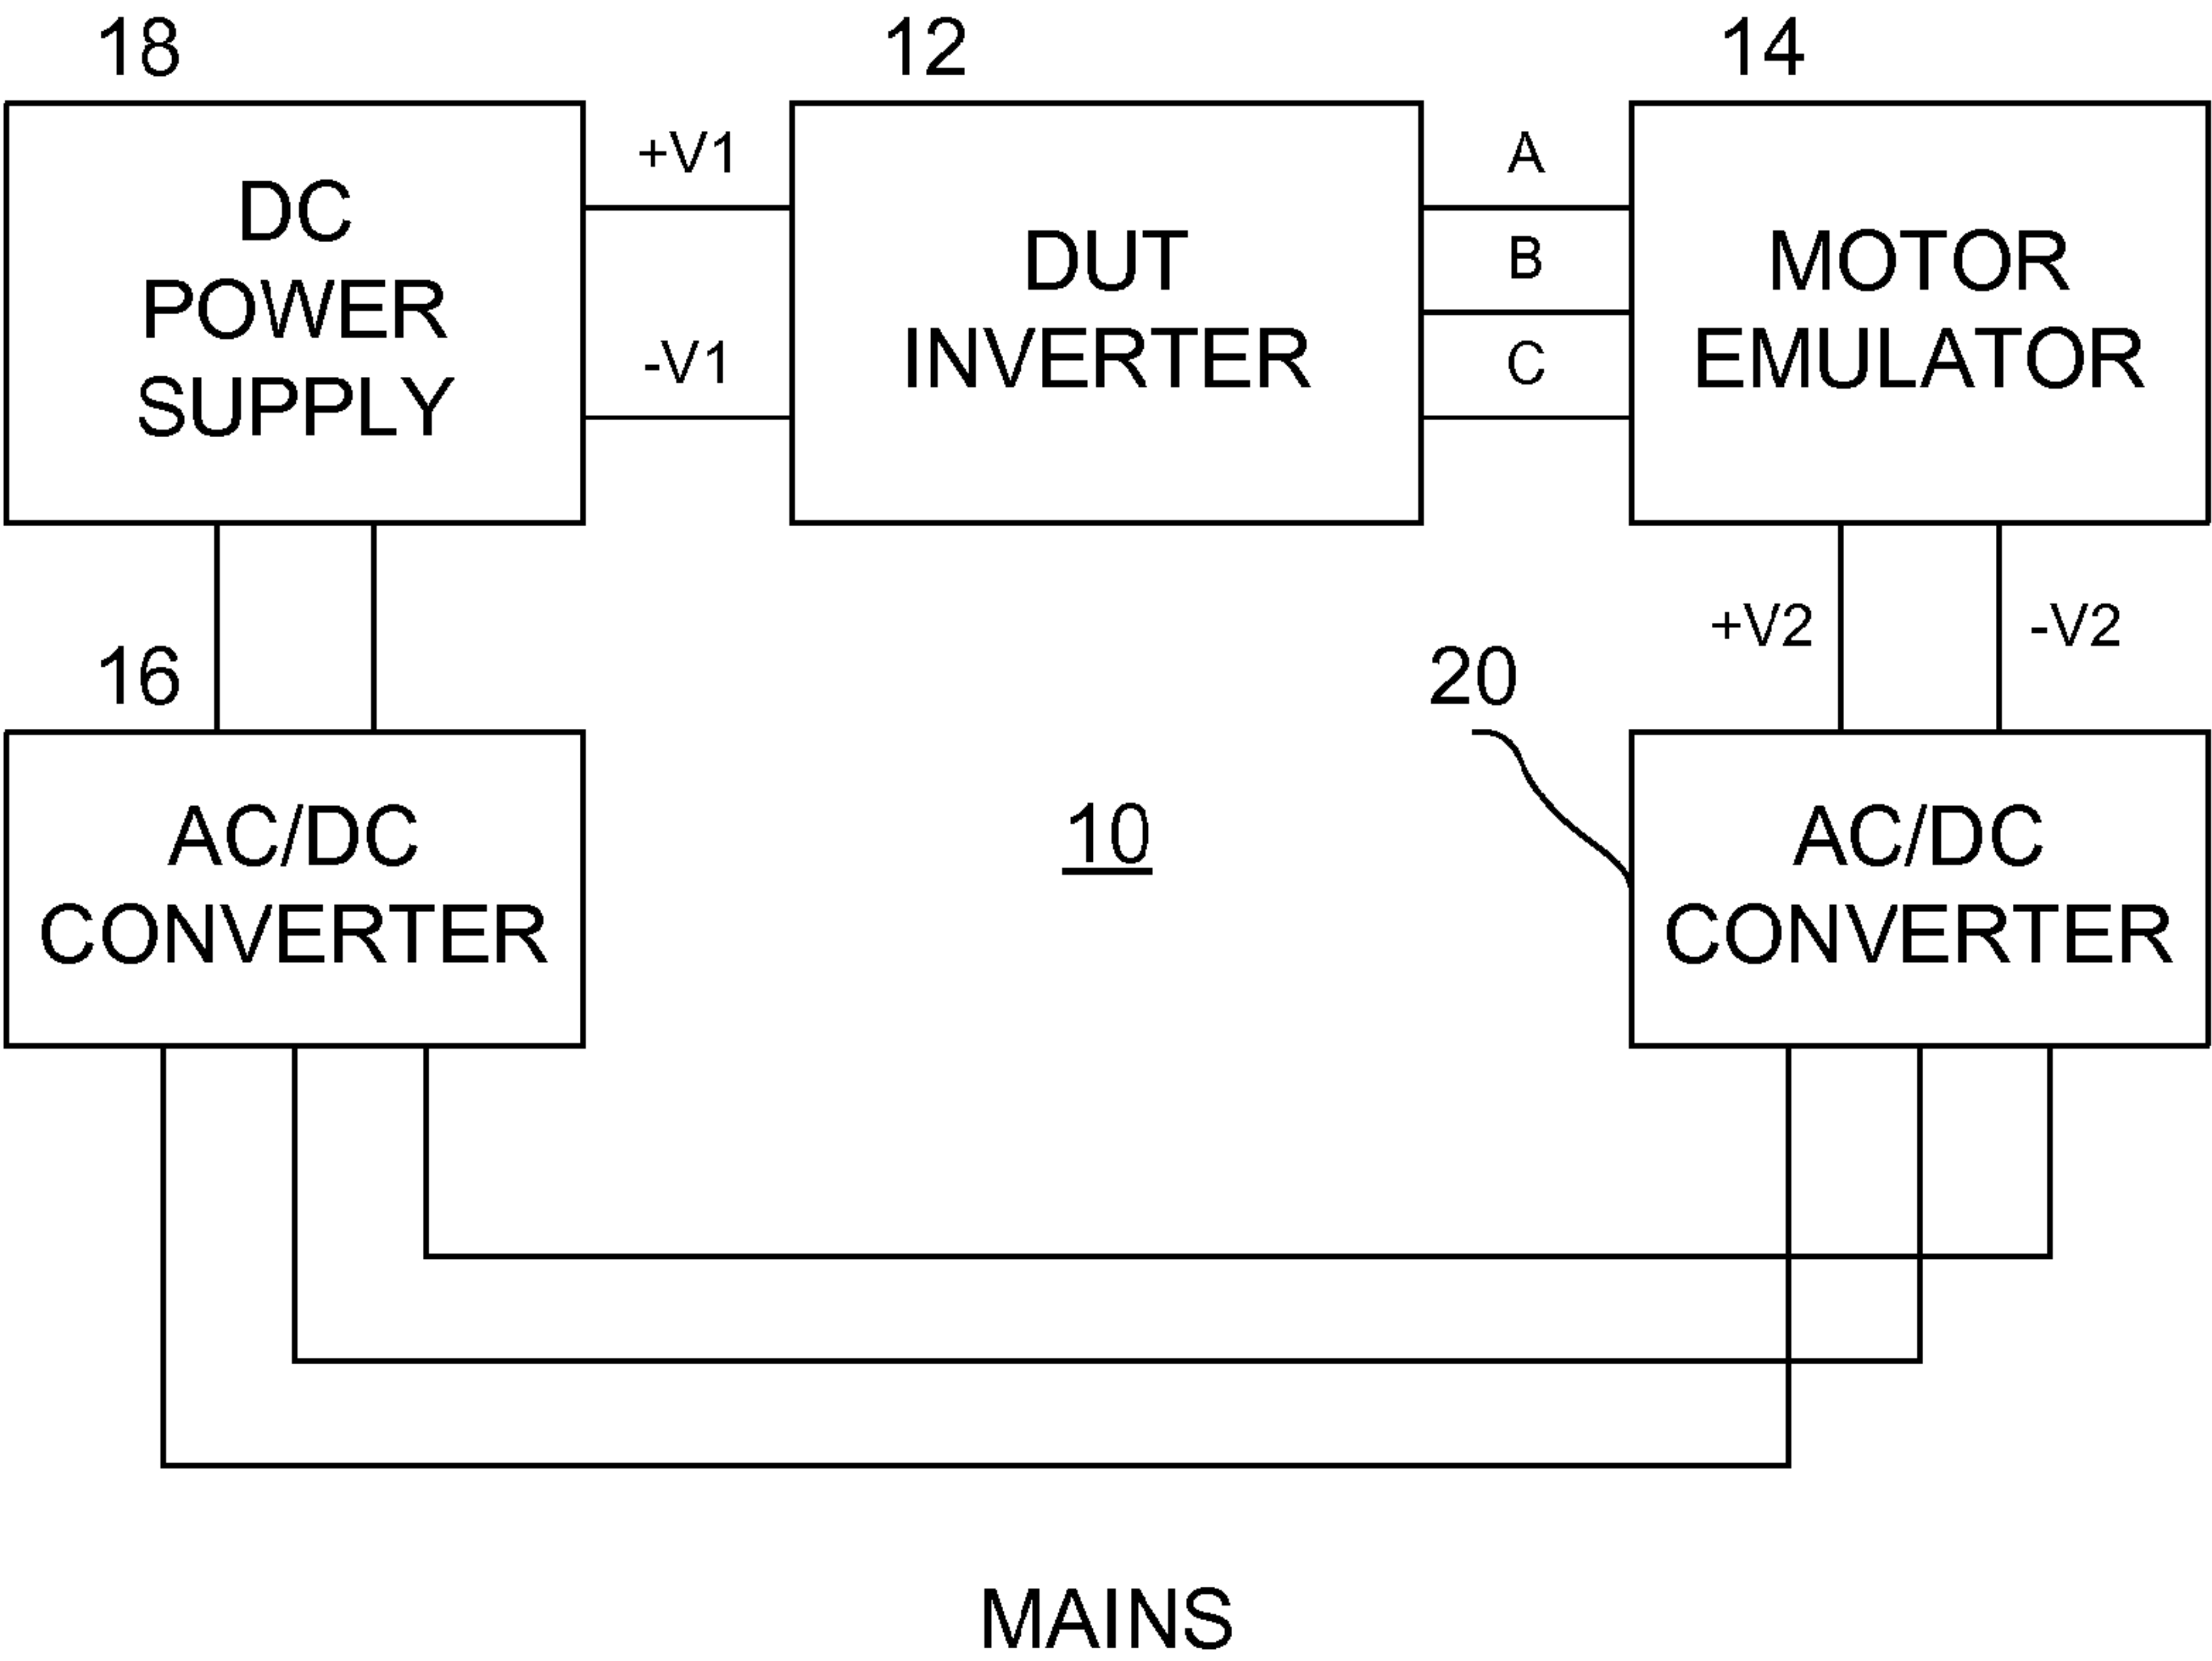 18
12
14
DC
POWER
SUPPLY
+V1
-V1
DUT
INVERTER
A
B
C
MOTOR
EMULATOR
+V2
-V2
16
20
AC/DC
CONVERTER
10
AC/DC
CONVERTER
MAINS